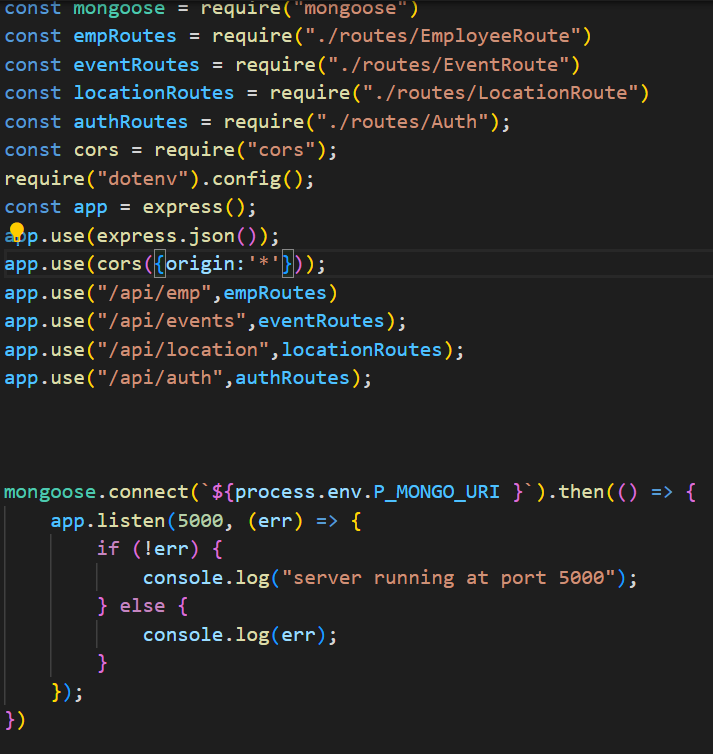 const mongoose = require("mongoose")
const empRoutes = require("./routes/EmployeeRoute")
const eventRoutes = require("./routes/EventRoute")
const locationRoutes = require("./routes/LocationRoute")
const authRoutes = require("./routes/Auth");
const cors = require("cors");
require("dotenv").config();
const app = express();
app.use(express.json());
app.use(cors({origin:'*'}));
app.use("/api/emp",empRoutes)
app.use("/api/events",eventRoutes);
app.use("/api/location",locationRoutes);
app.use("/api/auth",authRoutes);
mongoose.connect(`${process.env.P_MONGO_URI }`).then(() => {
app.listen(5000, (err) => {
if (!err) {
console.log("server running at port 5000");
} else {
console.log(err);
}
});
})